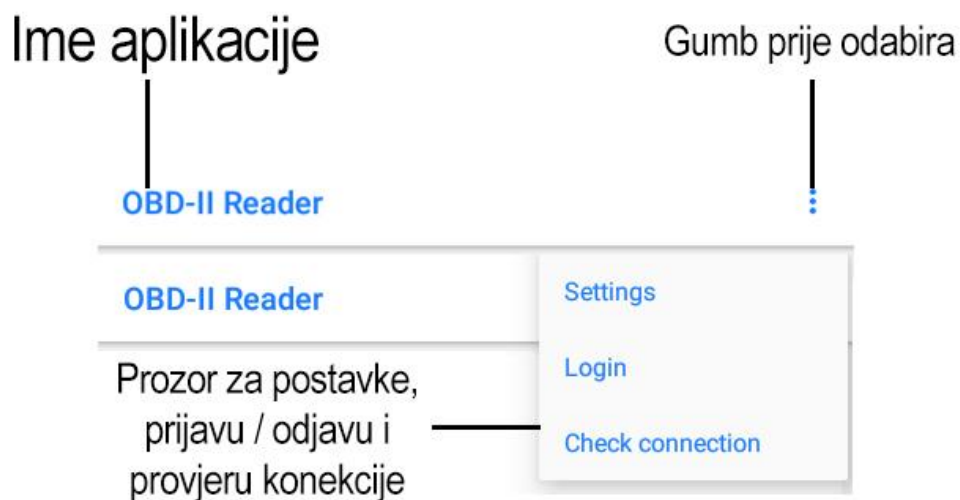 Ime aplikacije
Gumb prije odabira
OBD-II Reader
OBD-II Reader
Settings
Login
Check connection
Prozor za postavke,
prijavu / odjavu i
provjeru konekcije